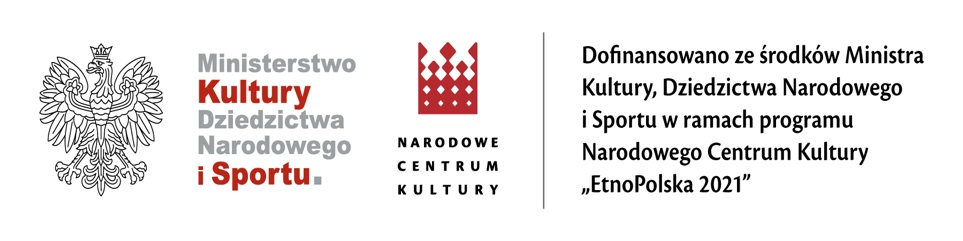 Ministerstwo
Kultury
Dziedzictwa
Narodowego
i Sportu.
NARODOWE
CENTRUM
KULTURY
Dofinansowano ze środków Ministra
Kultury, Dziedzictwa Narodowego
i Sportu w ramach programu
Narodowego Centrum Kultury
„EtnoPolska 2021”